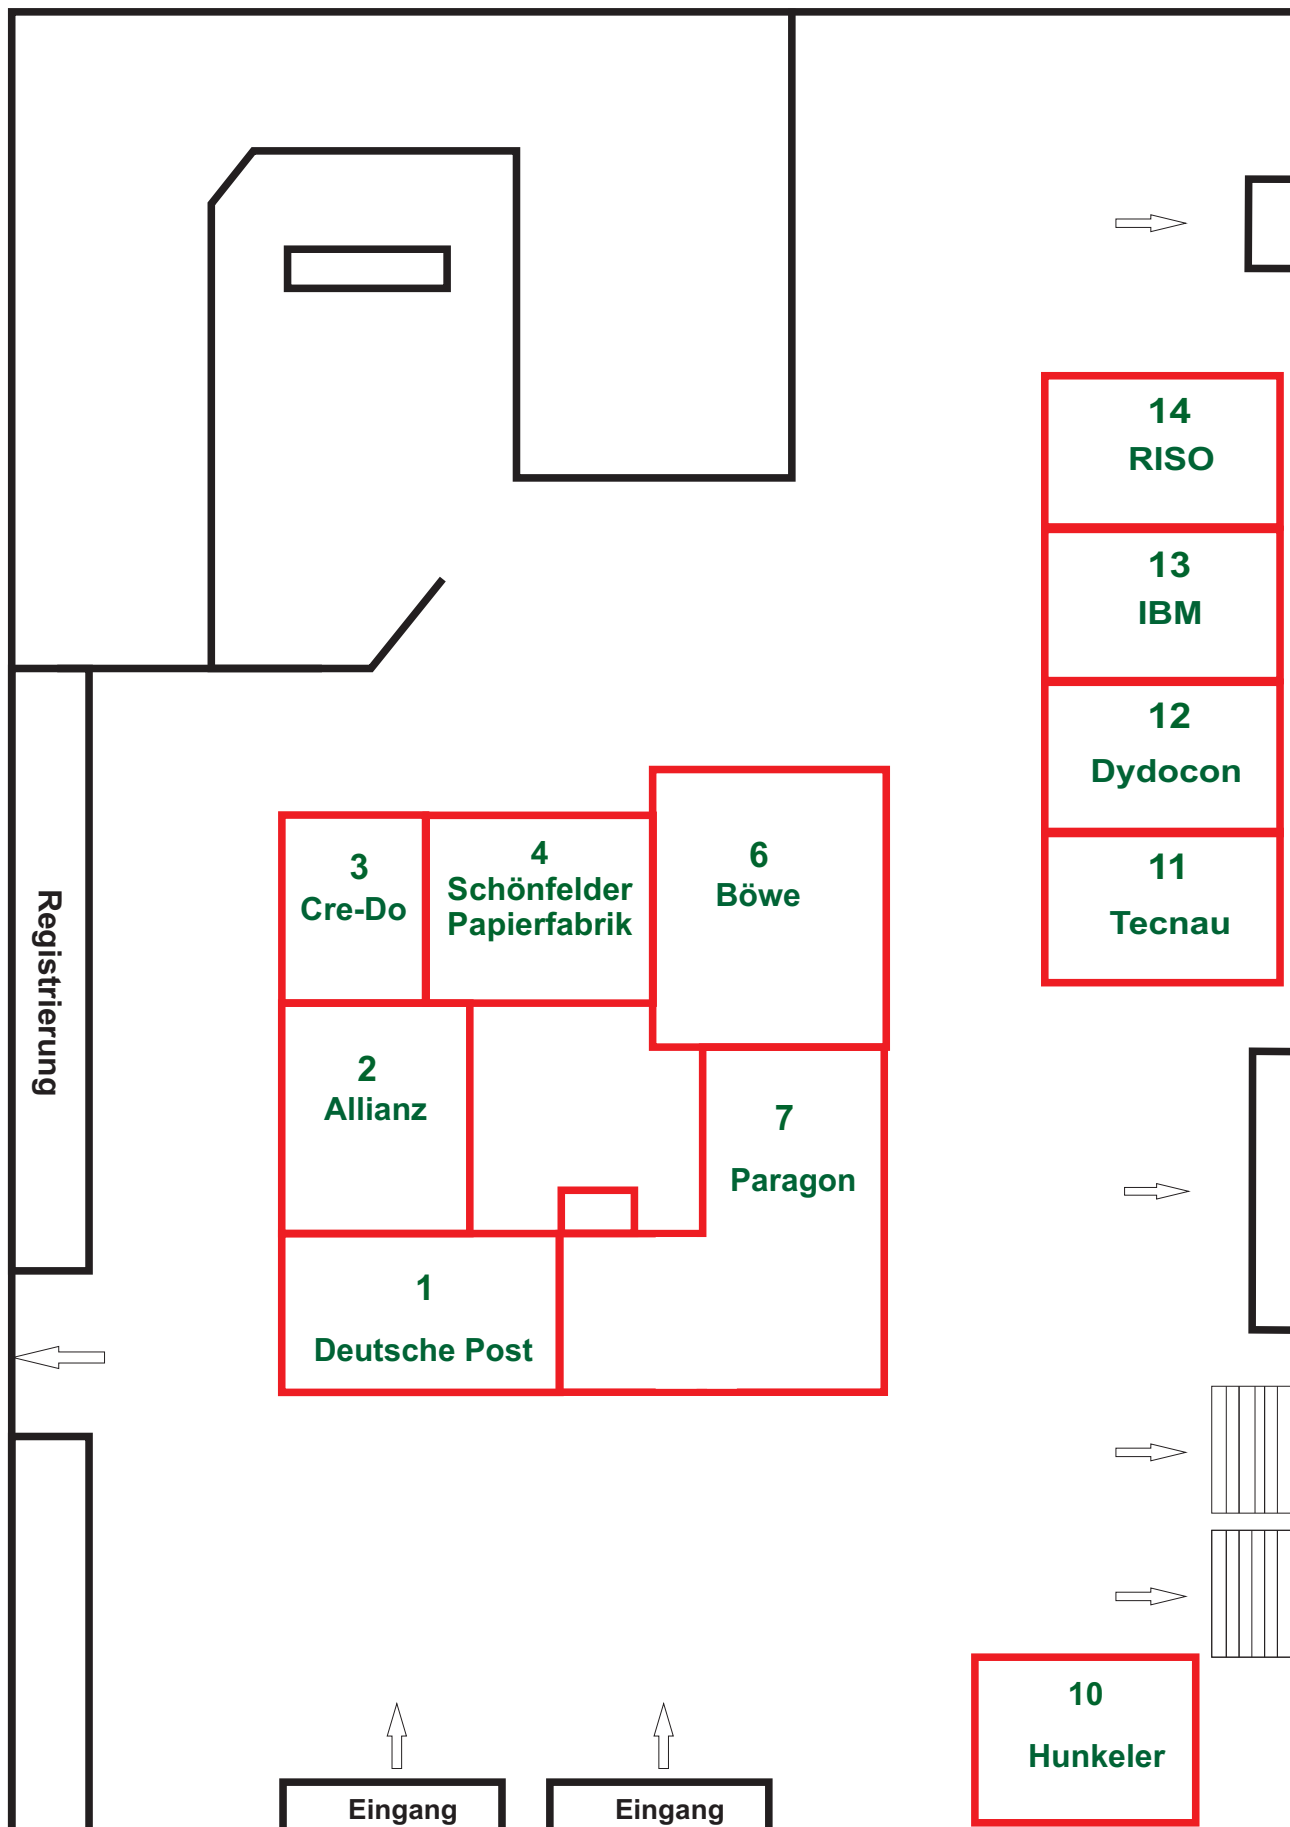 14
RISO
13
IBM
12
Dydocon
11
Tecnau
3
Cre-Do
4
Schönfelder
Papierfabrik
6
Böwe
Registrierung
2
Allianz
7
Paragon
1
Deutsche Post
10
Hunkeler
Eingang
Eingang